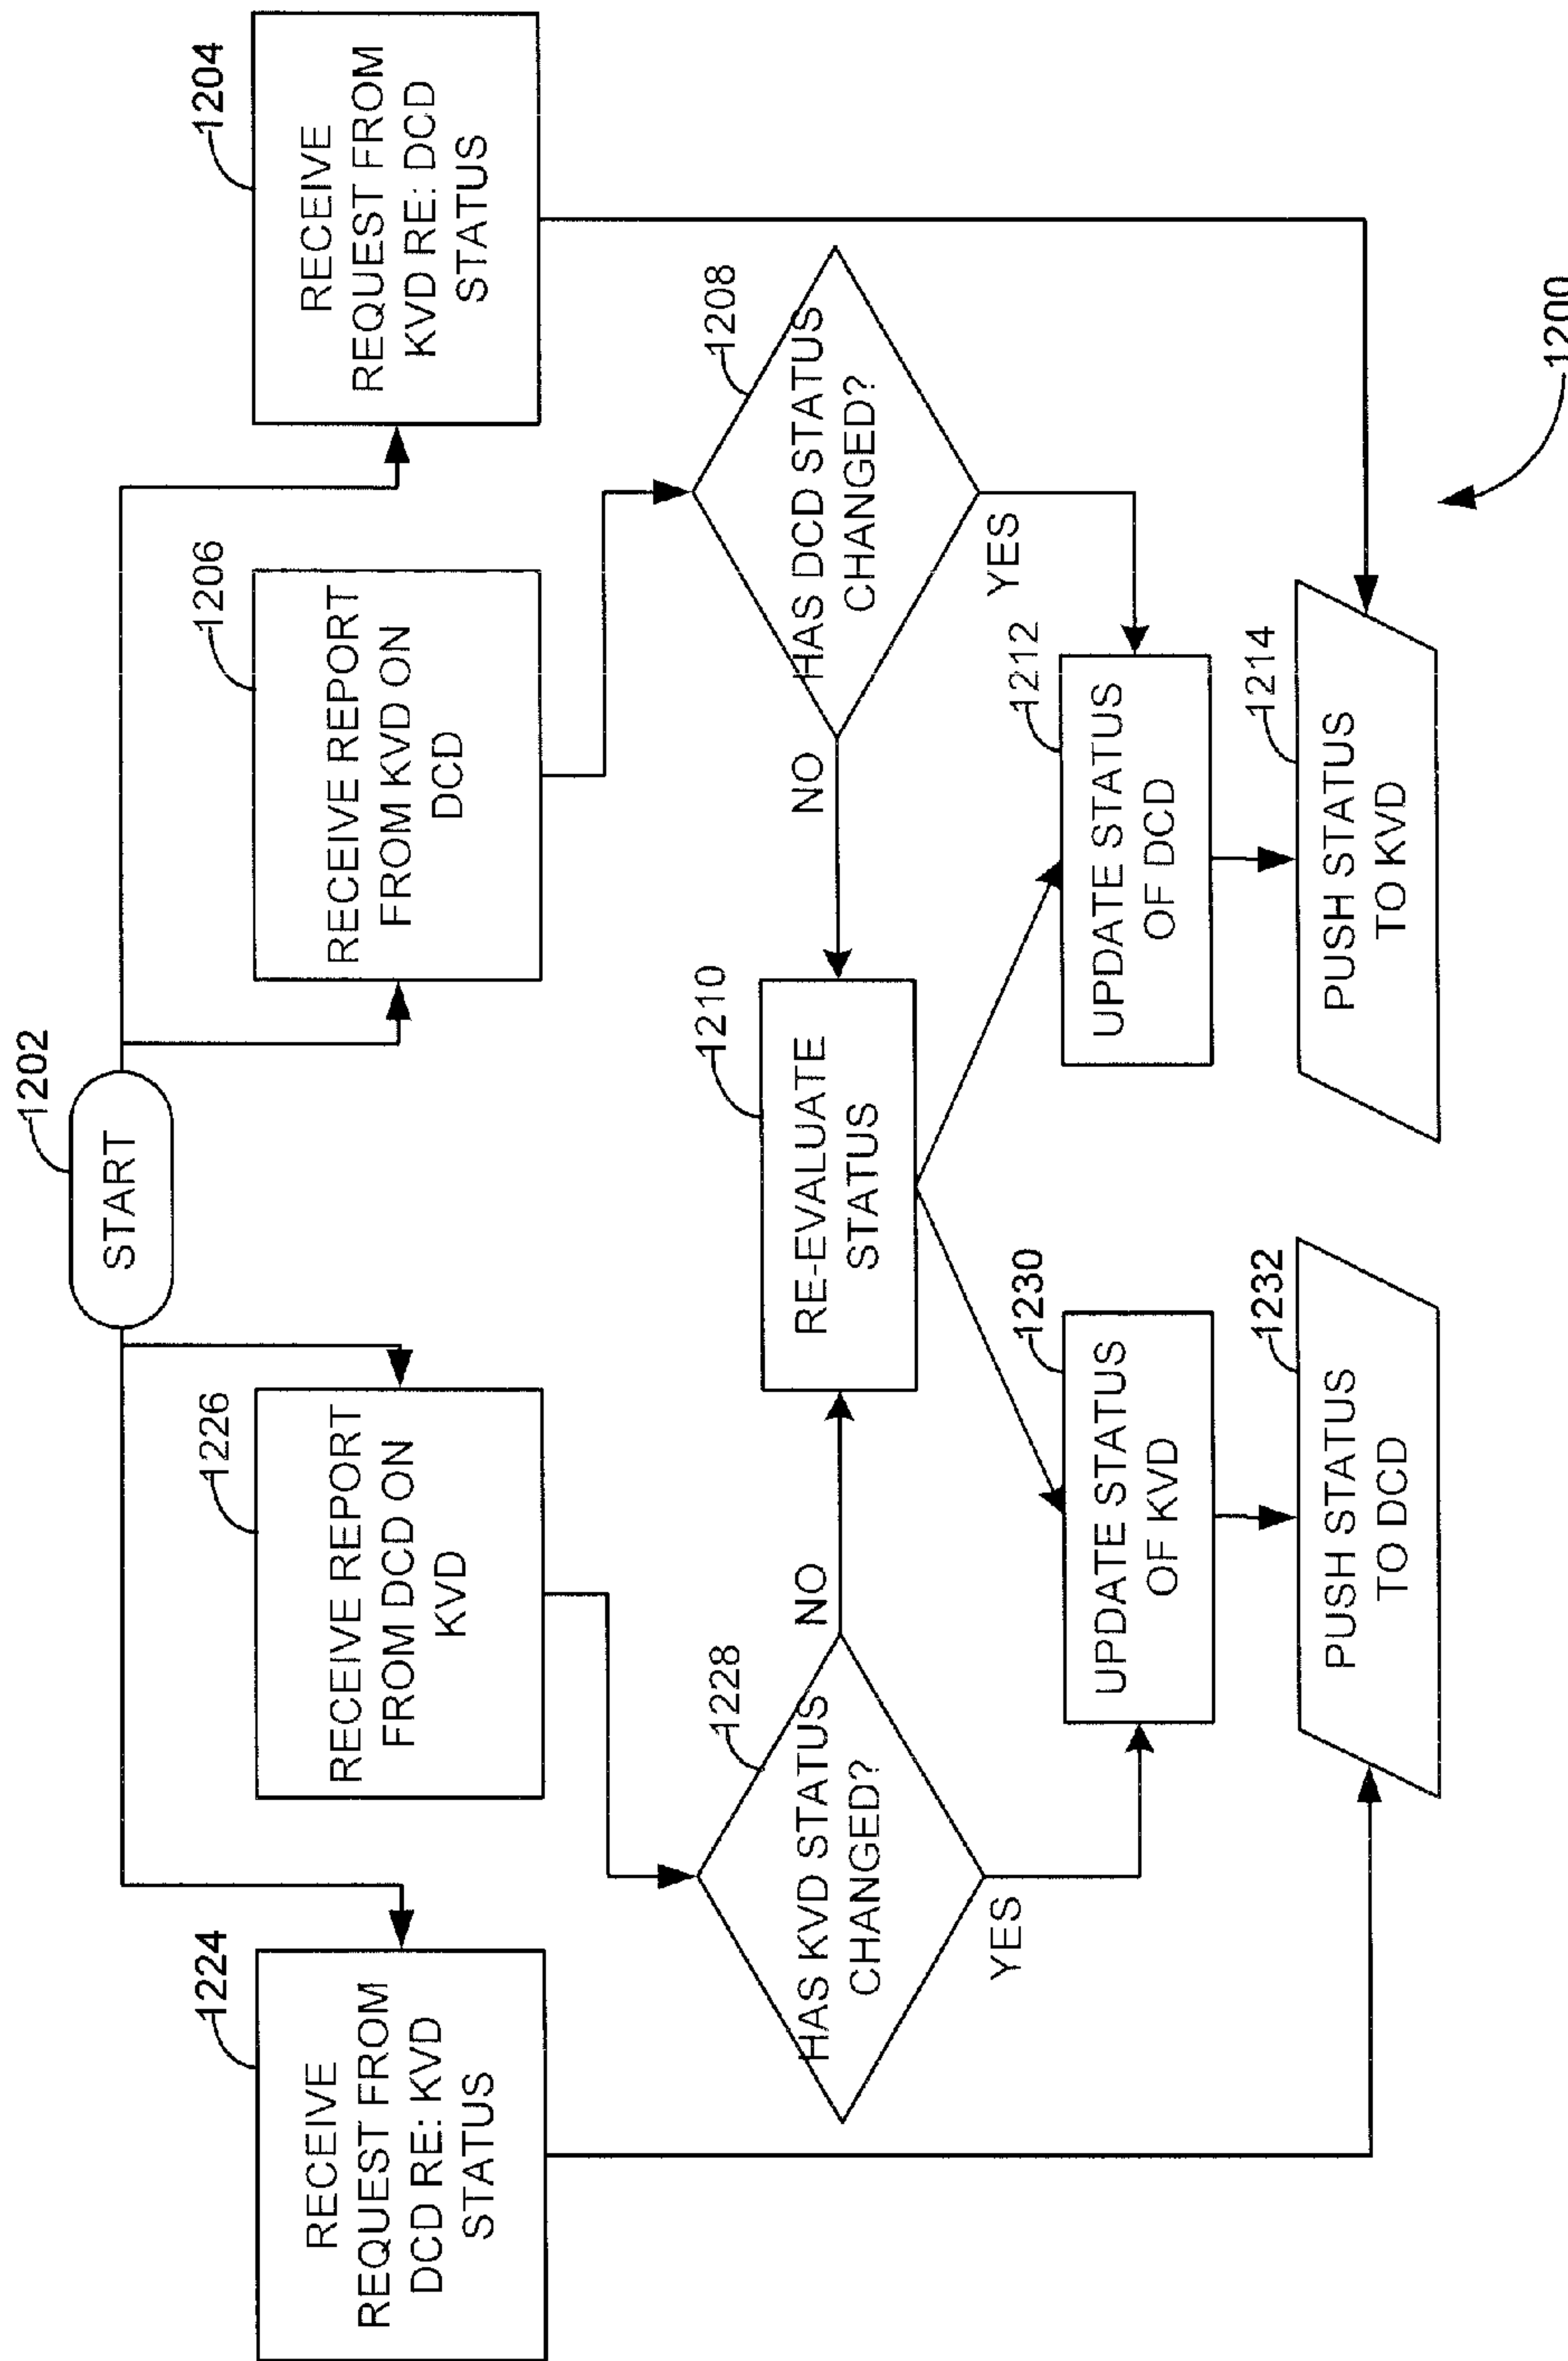 1202
START
1224
RECEIVE
REQUEST FROM
DCD RE: KVD
STATUS
1226
RECEIVE REPORT
FROM DCD ON
KVD
1206
RECEIVE REPORT
FROM KVD ON
DCD
1204
RECEIVE
REQUEST FROM
KVD RE: DCD
STATUS
1228
HAS KVD STATUS
CHANGED?
NO
YES
1210
RE-EVALUATE
STATUS
1208
HAS DCD STATUS
CHANGED?
NO
YES
1230
UPDATE STATUS
OF KVD
1212
UPDATE STATUS
OF DCD
1232
PUSH STATUS
TO DCD
1214
PUSH STATUS
TO KVD
1200